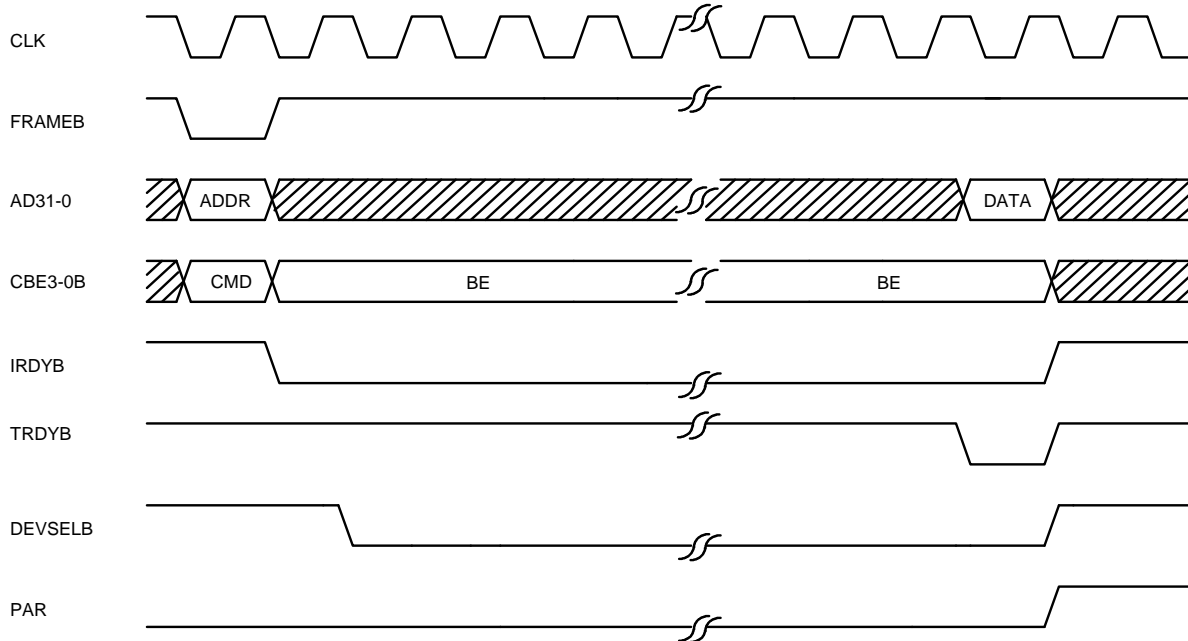 CLK
FRAMEB
AD31-0 ADDR DATA
CBE3-0B CMD BE BE
IRDYB
TRDYB
DEVSELB
PAR